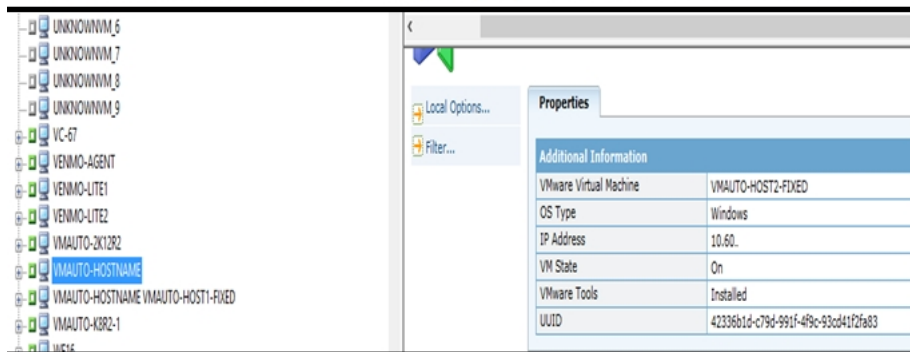 UNKNOWNVM_6
UNKNOWNVM_7
UNKNOWNVM_8
UNKNOWNVM_9
VC-67
VENMO-AGENT
VENMO-LITE1
VENMO-LITE2
VMAUTO-2K12R2
VMAUTO-HOSTNAME
VMAUTO-HOSTNAME VMAUTO-HOST1-FIXED
VMAUTO-K8R2-1
Local Options...
Filter...
Properties
Additional Information
VMware Virtual Machine VMAUTO-HOST2-FIXED
OS Type Windows
IP Address 10.60..
VM State On
VMware Tools Installed
UUID 42336b1d-c79d-991f-4f9c-93cd41f2fa83